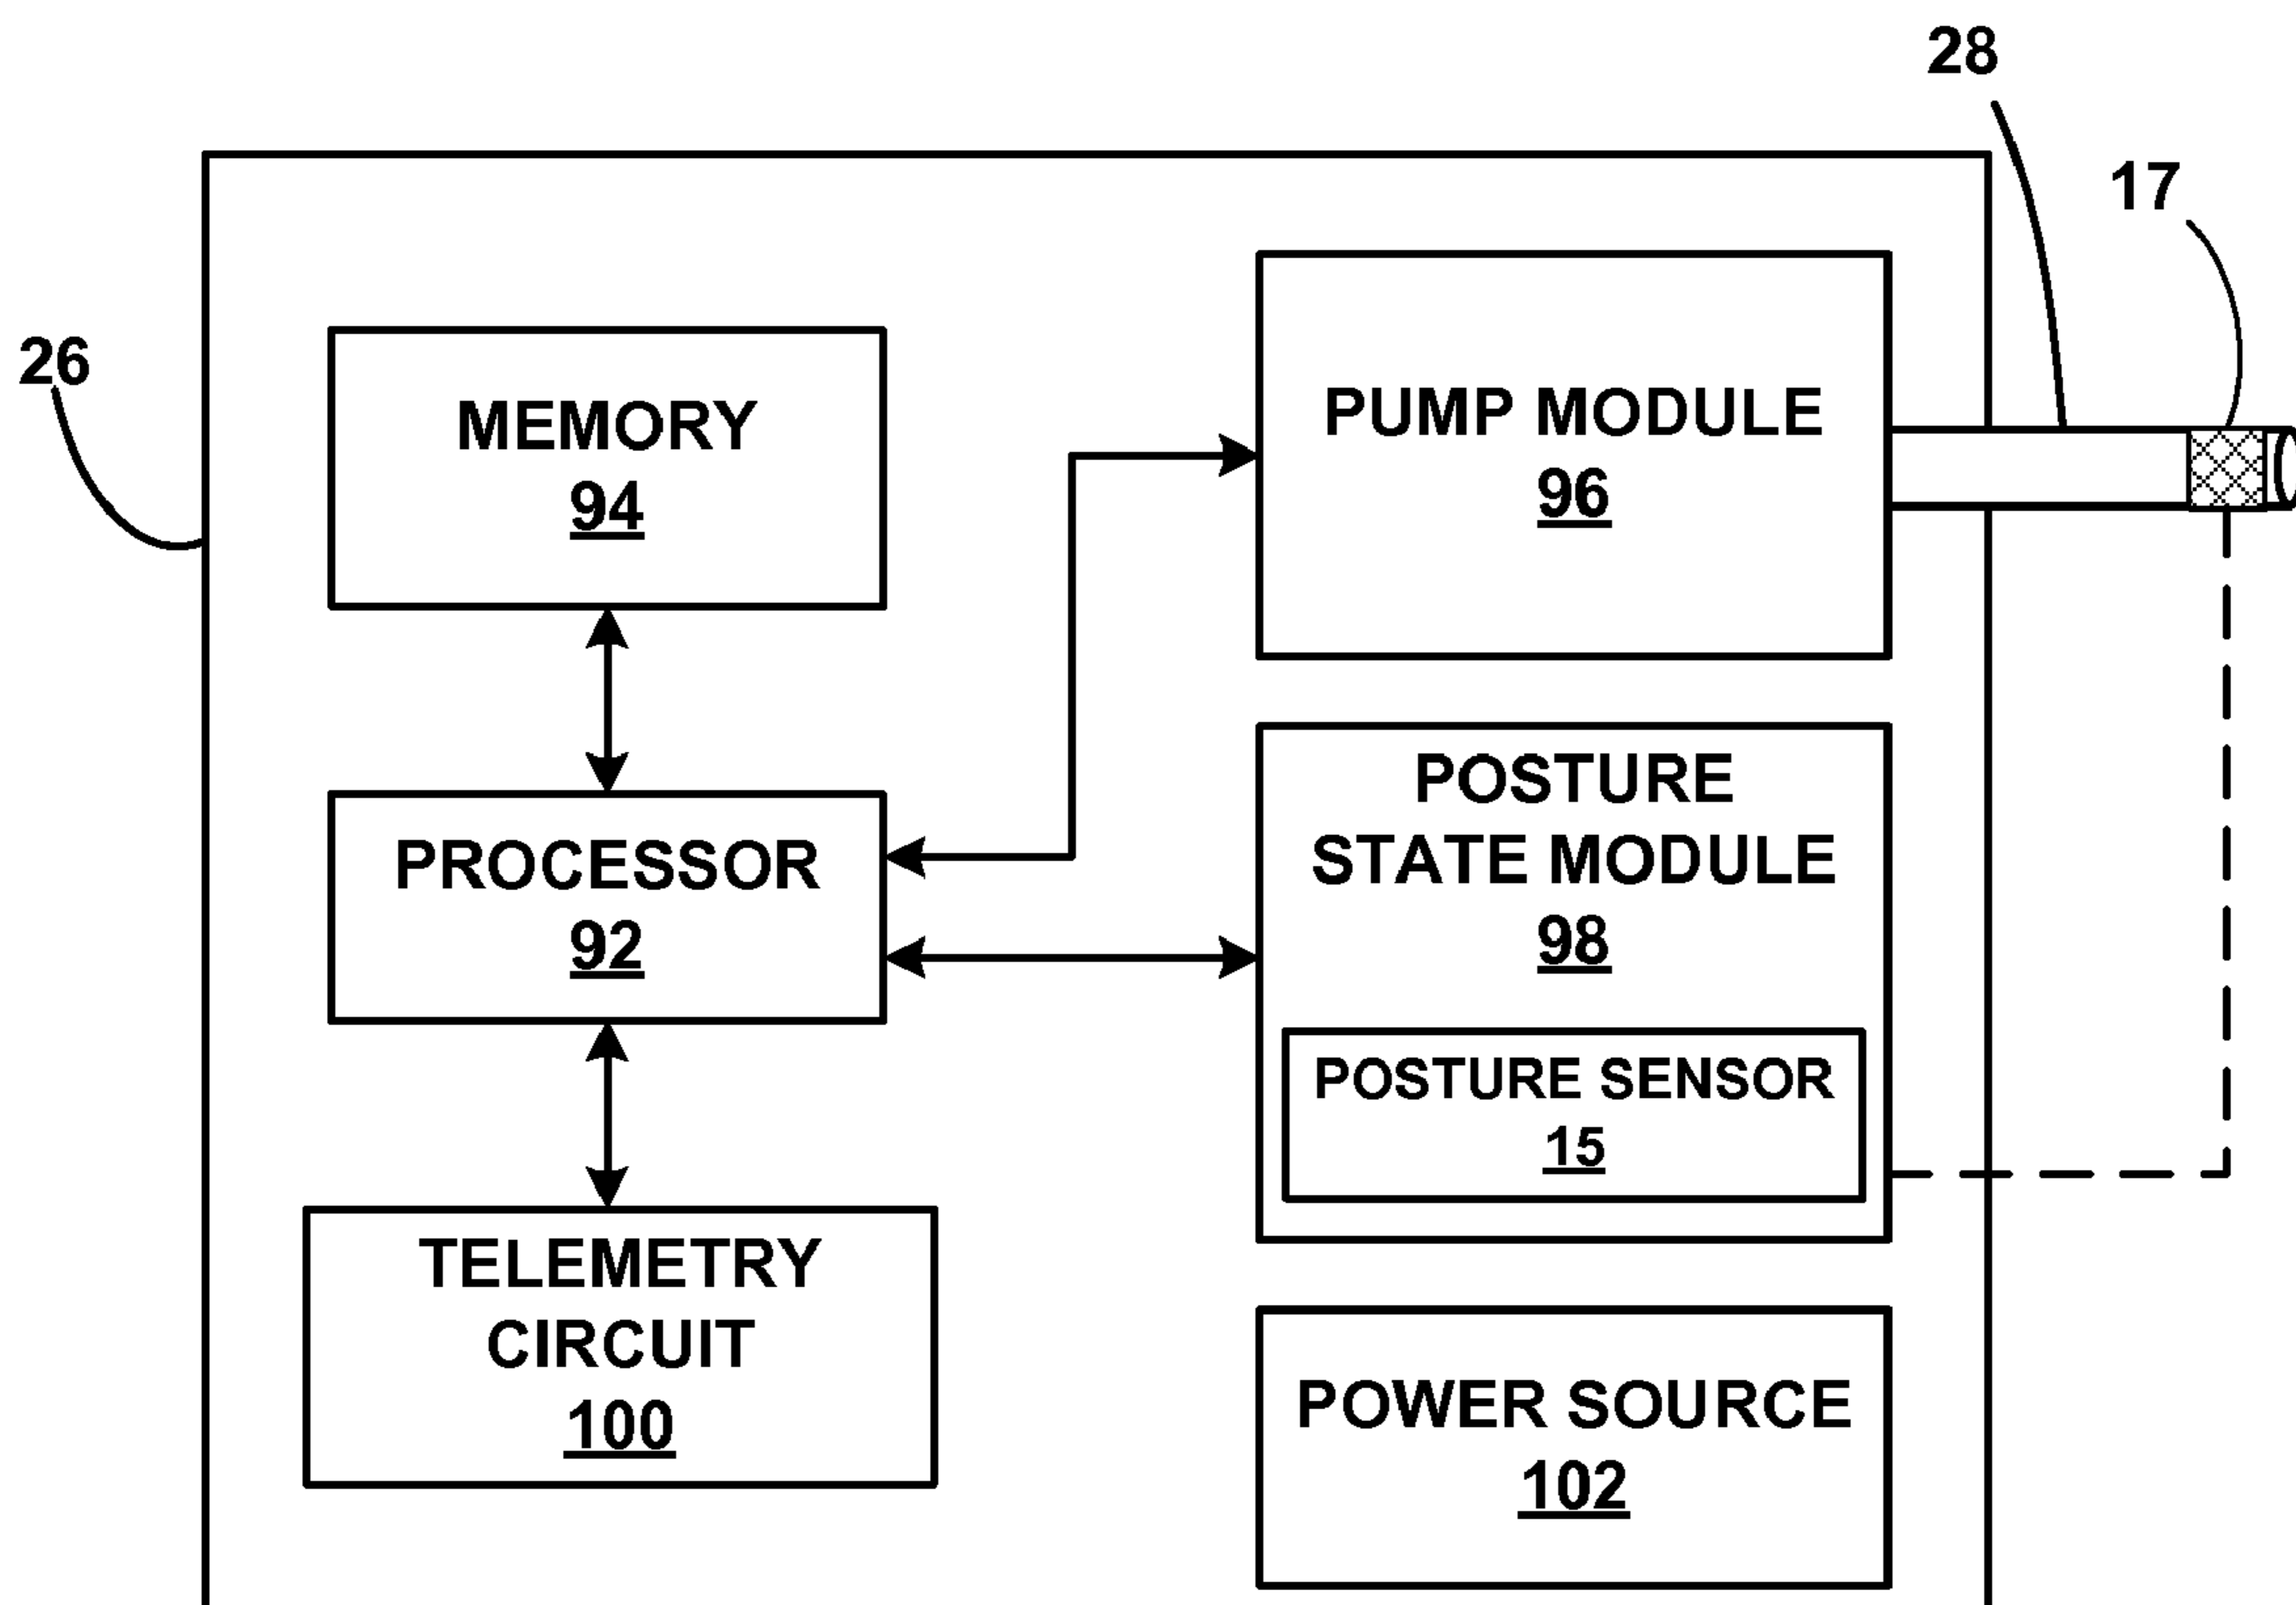 28
17
26
MEMORY
94
PUMP MODULE
96
PROCESSOR
92
POSTURE
STATE MODULE
98
POSTURE SENSOR
15
TELEMETRY
CIRCUIT
100
POWER SOURCE
102